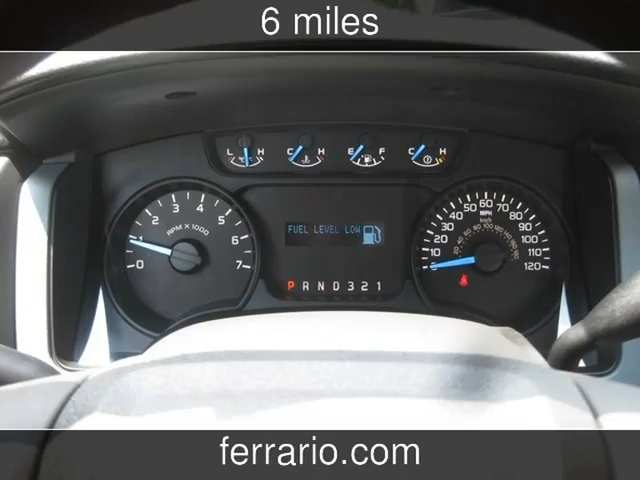 6 miles
L H C H E F C H
FUEL LEVEL LOW
0 1 2 3 4 5 6 7
RPM X 1000
10 20 30 40 50 60 70 80 90 100 110 120
MPH
km/h
P R N D 3 2 1
ferrario.com